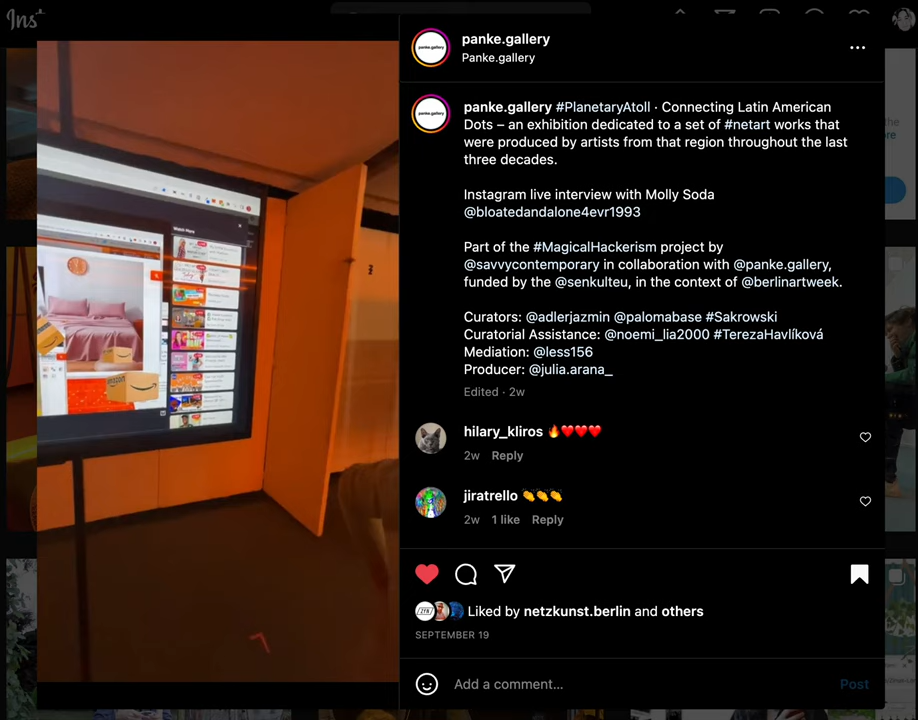 Ins
panke.gallery
Panke.gallery
panke.gallery #PlanetaryAtoll · Connecting Latin American
Dots – an exhibition dedicated to a set of #netart works that
were produced by artists from that region throughout the last
three decades.
Instagram live interview with Molly Soda
@bloatedandalone4evr1993
Part of the #MagicalHackerism project by
@savvycontemporary in collaboration with @panke.gallery,
funded by the @senkulteu, in the context of @berlinartweek.
Curators: @adlerjazmin @palomabase #Sakrowski
Curatorial Assistance: @noemi_lia2000 #TerezaHavlíková
Mediation: @less156
Producer: @julia.arana_
Edited · 2w
hilary_kliros 🔥❤️❤️❤️
2w Reply
jiratrello 👏👏👏
2w 1 like Reply
Liked by netzkunst.berlin and others
SEPTEMBER 19
Add a comment...
Post
Watch More
amazon